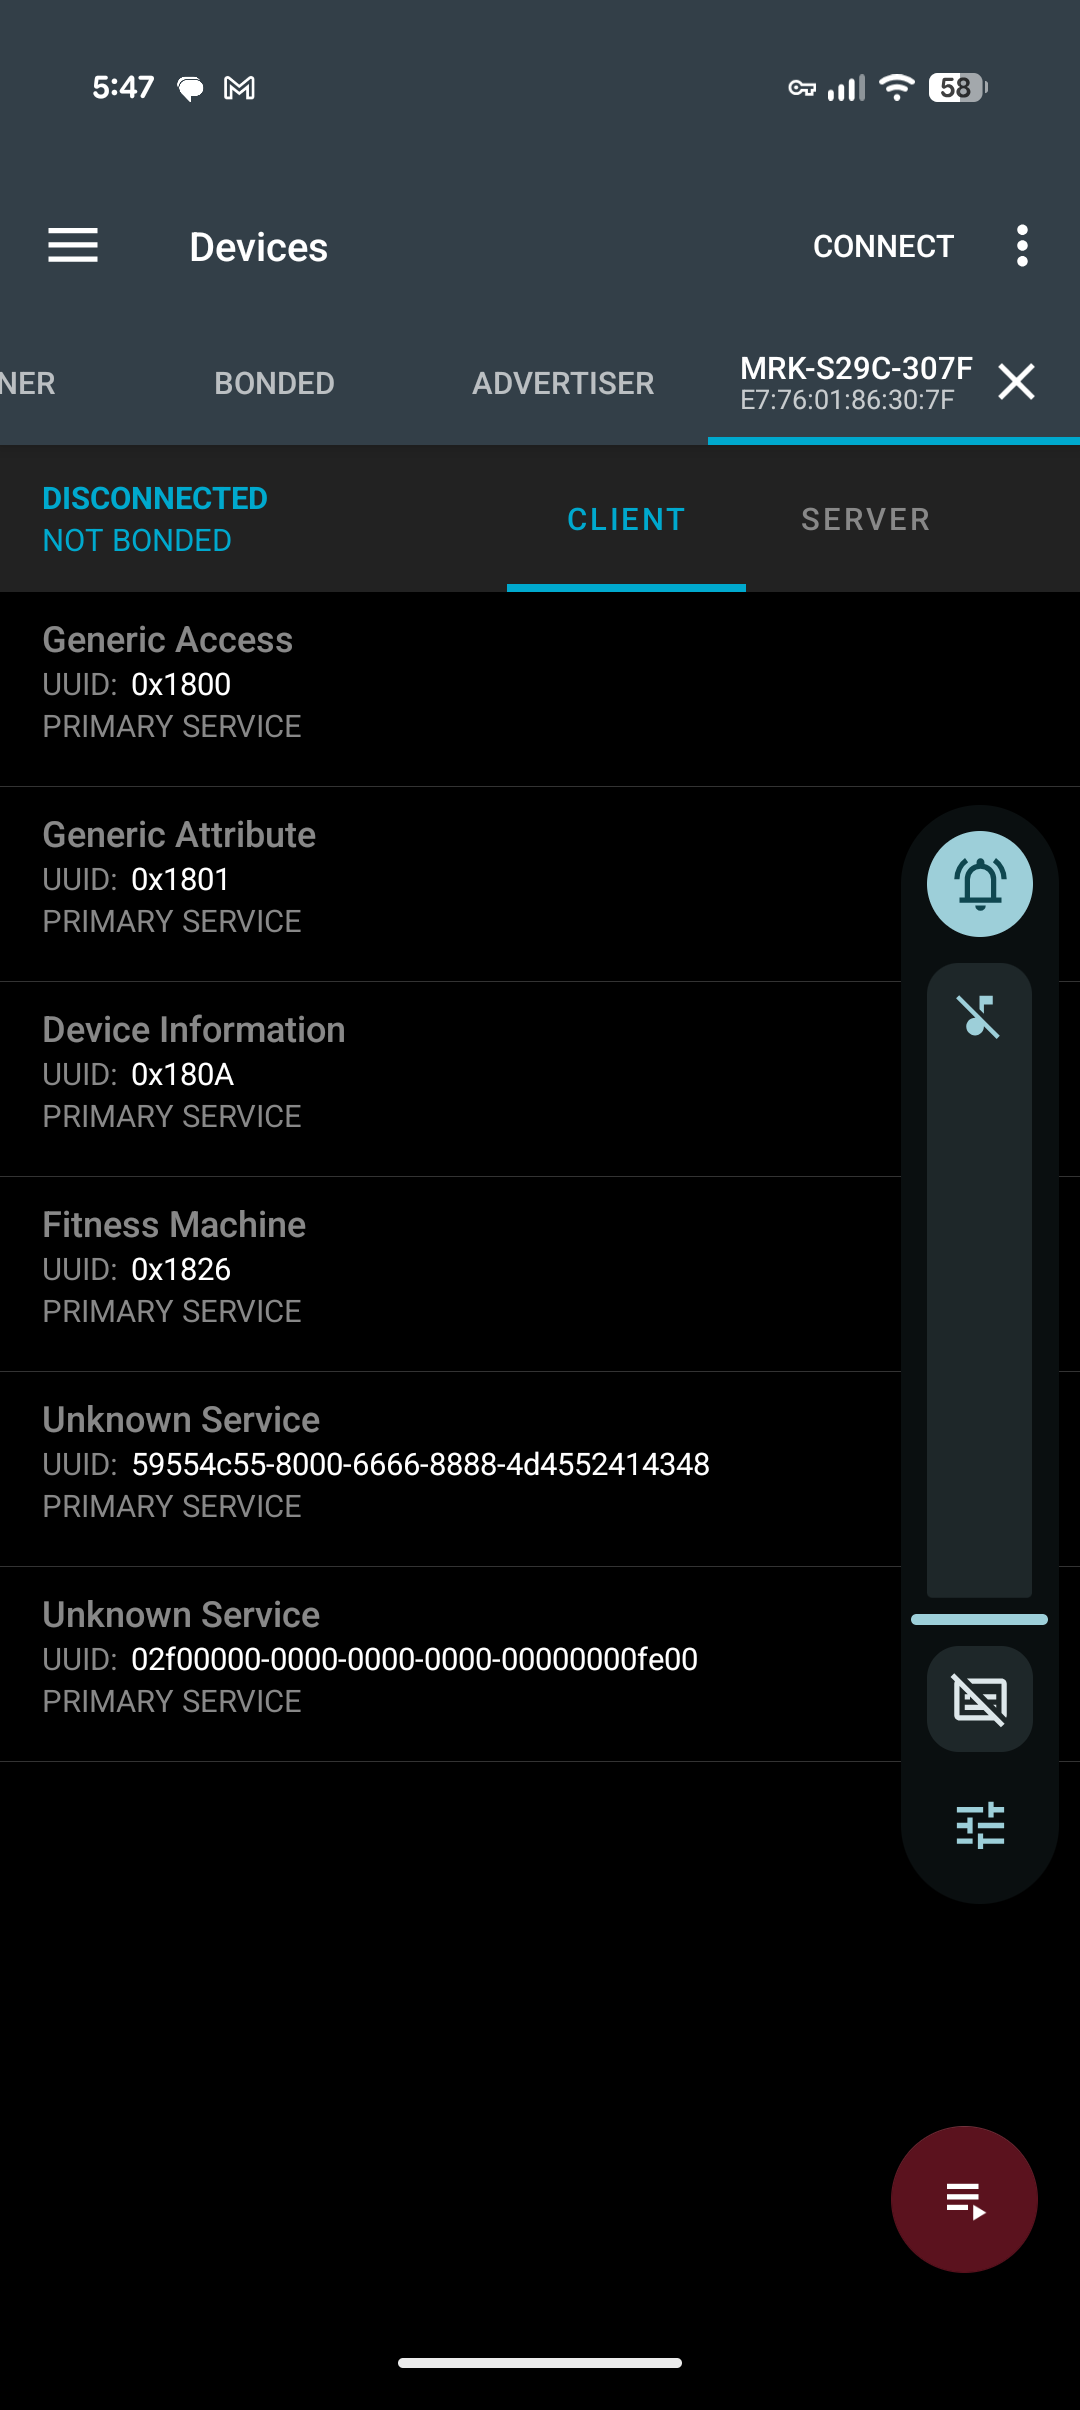 5:47
58
Devices
CONNECT
NER
BONDED
ADVERTISER
MRK-S29C-307F
E7:76:01:86:30:7F
DISCONNECTED
NOT BONDED
CLIENT
SERVER
Generic Access
UUID: 0x1800
PRIMARY SERVICE
Generic Attribute
UUID: 0x1801
PRIMARY SERVICE
Device Information
UUID: 0x180A
PRIMARY SERVICE
Fitness Machine
UUID: 0x1826
PRIMARY SERVICE
Unknown Service
UUID: 59554c55-8000-6666-8888-4d4552414348
PRIMARY SERVICE
Unknown Service
UUID: 02f00000-0000-0000-0000-00000000fe00
PRIMARY SERVICE